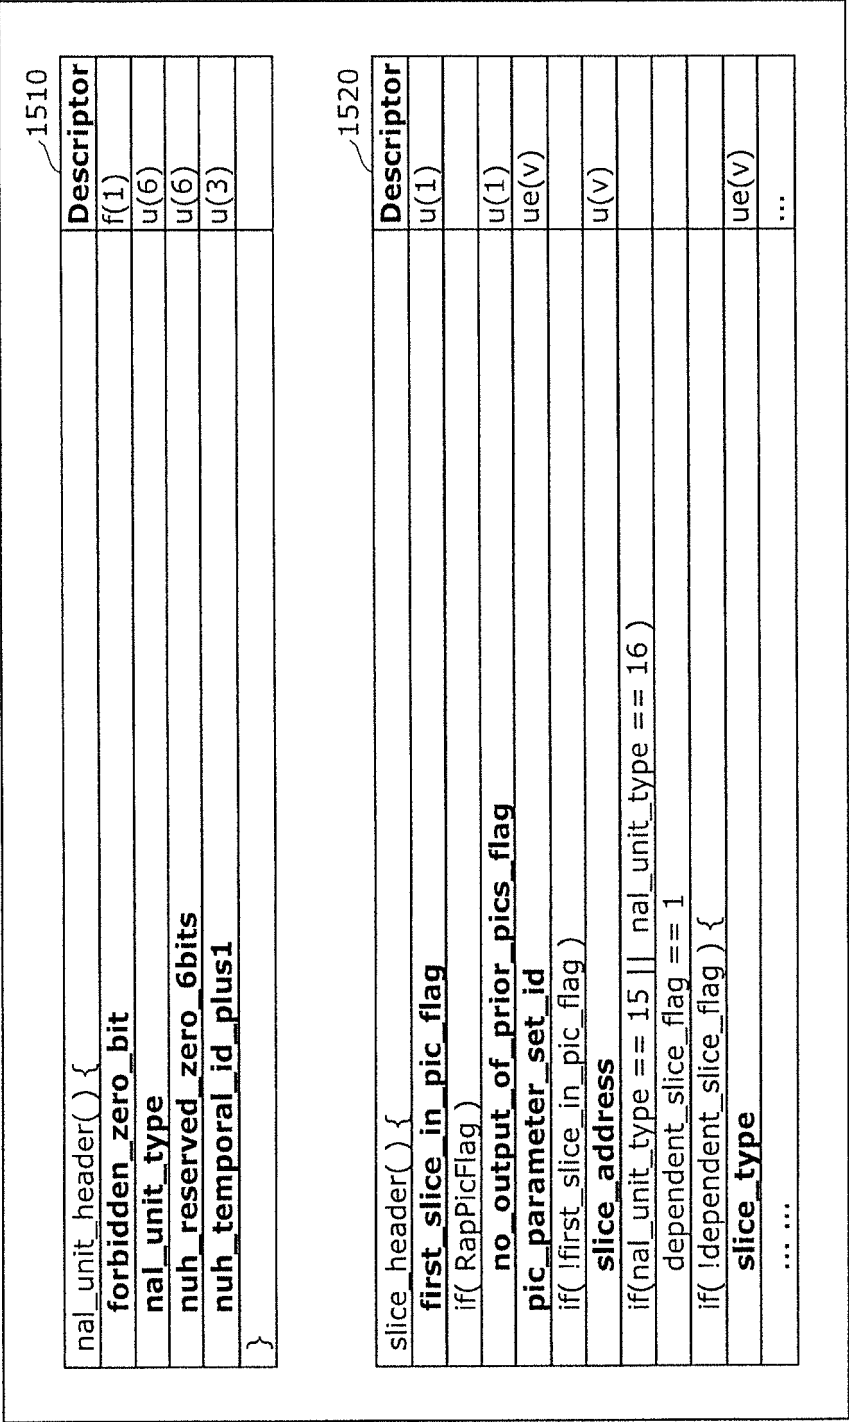 1510
nal_unit_header( ) { Descriptor
forbidden_zero_bit f(1)
nal_unit_type u(6)
nuh_reserved_zero_6bits u(6)
nuh_temporal_id_plus1 u(3)
}
1520
slice_header( ) { Descriptor
first_slice_in_pic_flag u(1)
if( RapPicFlag )
no_output_of_prior_pics_flag u(1)
pic_parameter_set_id ue(v)
if( !first_slice_in_pic_flag )
slice_address u(v)
if(nal_unit_type == 15 || nal_unit_type == 16 )
dependent_slice_flag == 1
if( !dependent_slice_flag ) {
slice_type ue(v)
... ... ...